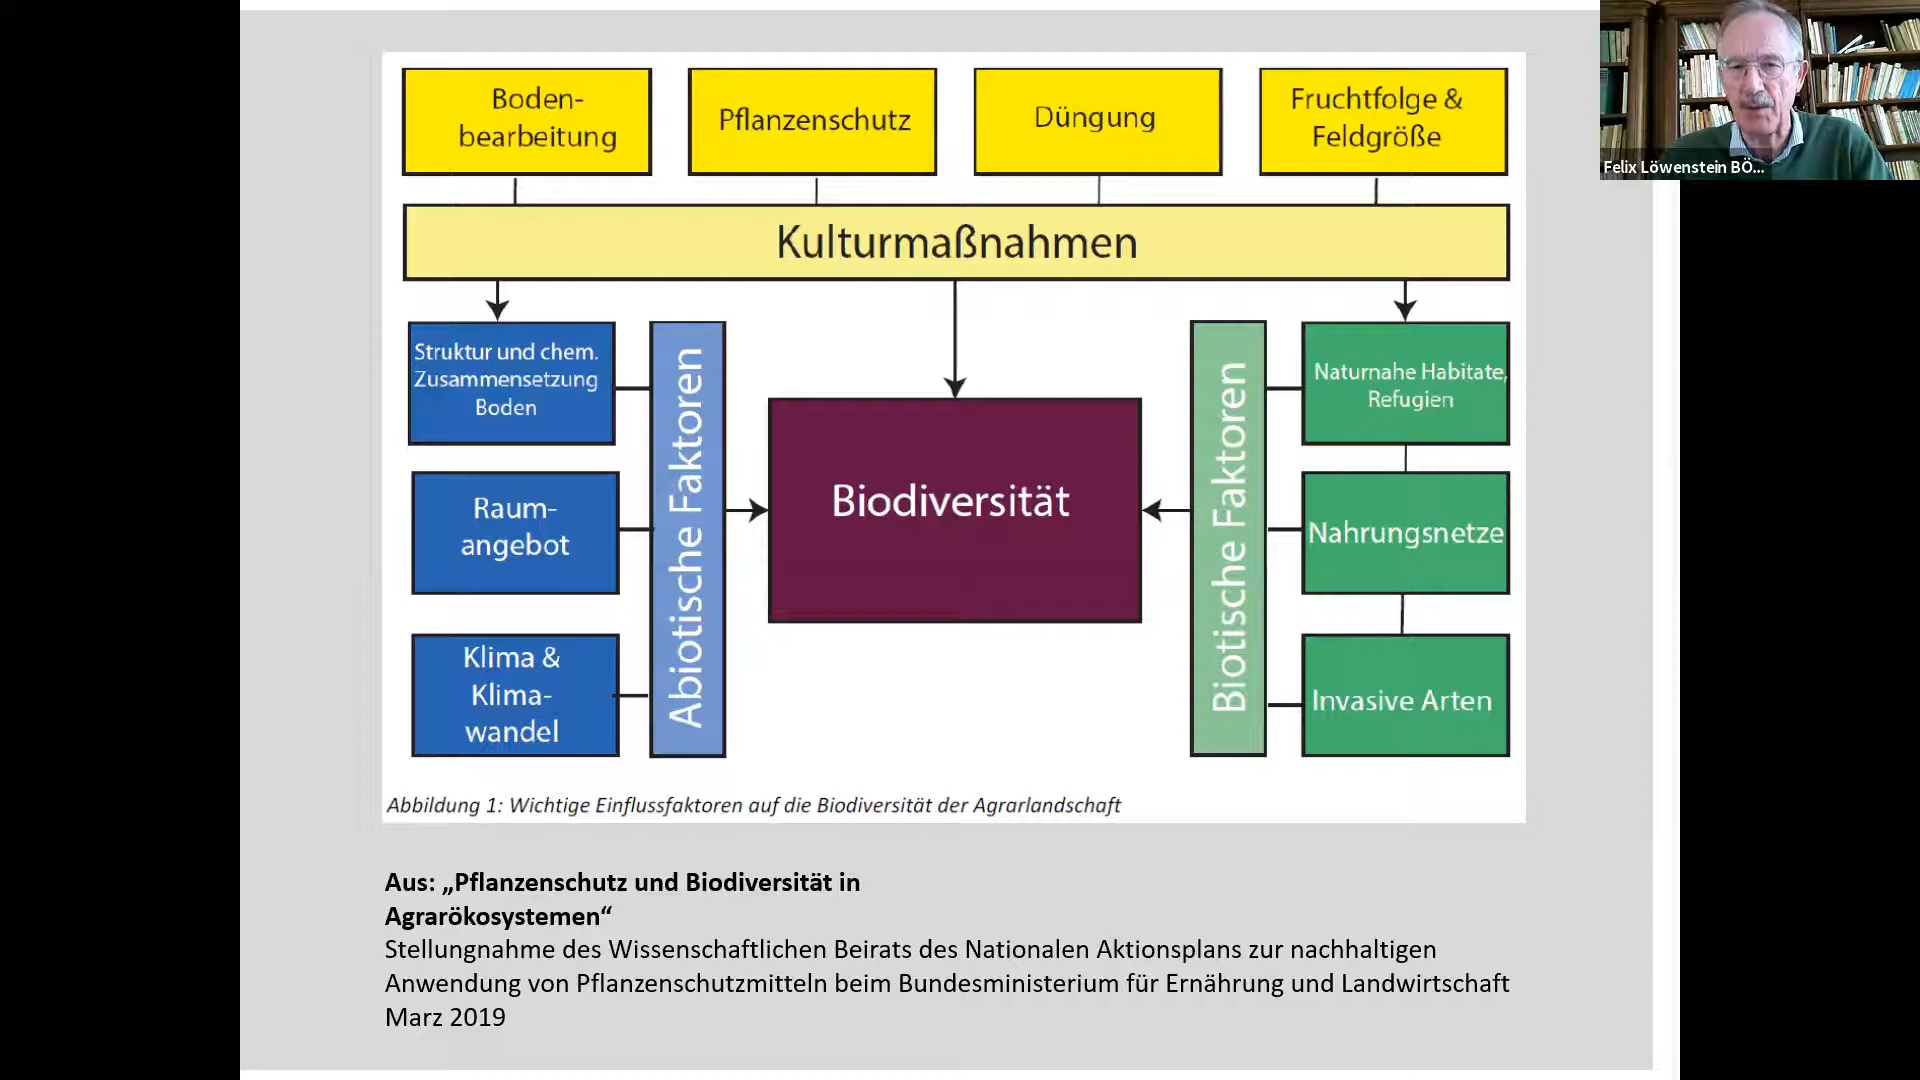 Boden-
bearbeitung
Pflanzenschutz
Düngung
Fruchtfolge &
Feldgröße
Kulturmaßnahmen
Struktur und chem.
Zusammensetzung
Boden
Raum-
angebot
Klima &
Klima-
wandel
Abiotische Faktoren
Biodiversität
Biotische Faktoren
Naturnahe Habitate,
Refugien
Nahrungsnetze
Invasive Arten
Abbildung 1: Wichtige Einflussfaktoren auf die Biodiversität der Agrarlandschaft
Aus: „Pflanzenschutz und Biodiversität in
Agrarökosystemen“
Stellungnahme des Wissenschaftlichen Beirats des Nationalen Aktionsplans zur nachhaltigen
Anwendung von Pflanzenschutzmitteln beim Bundesministerium für Ernährung und Landwirtschaft
Marz 2019
Felix Löwenstein BÖ...